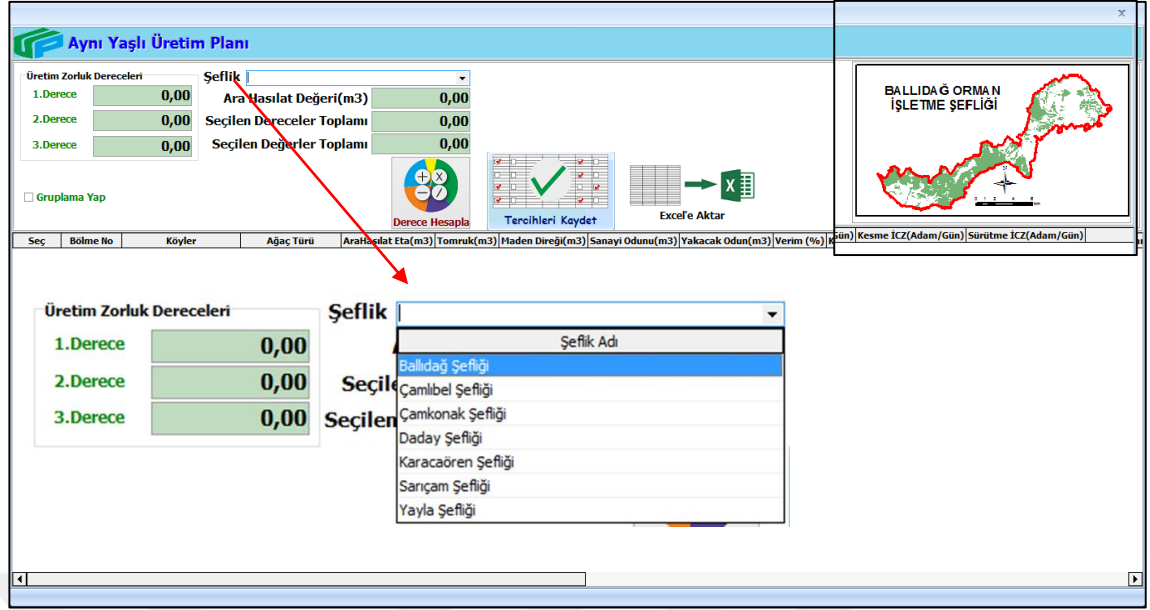 x
Aynı Yaşlı Üretim Planı
Üretim Zorluk Dereceleri
1.Derece 0,00
2.Derece 0,00
3.Derece 0,00
Şeflik
Ara Hasılat Değeri(m3) 0,00
Seçilen Dereceler Toplamı 0,00
Seçilen Değerler Toplamı 0,00
Gruplama Yap
Derece Hesapla
Tercihleri Kaydet
Excel'e Aktar
BALLIDAĞ ORMAN
İŞLETME ŞEFLİĞİ
Seç Bölme No Köyler Ağaç Türü AraHasılat Eta(m3) Tomruk(m3) Maden Direği(m3) Sanayi Odunu(m3) Yakacak Odun(m3) Verim (%) Gün) Kesme İCZ(Adam/Gün) Sürütme İCZ(Adam/Gün)
Üretim Zorluk Dereceleri
1.Derece 0,00
2.Derece 0,00
3.Derece 0,00
Şeflik
Seçilen
Şeflik Adı
Ballıdağ Şefliği
Çamlıbel Şefliği
Çamkonak Şefliği
Daday Şefliği
Karacaören Şefliği
Sarıçam Şefliği
Yayla Şefliği